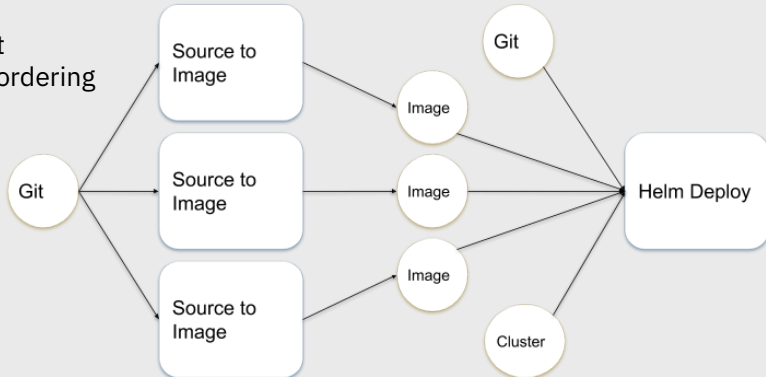 ordering
Git
Source to
Image
Source to
Image
Source to
Image
Image
Image
Image
Git
Cluster
Helm Deploy